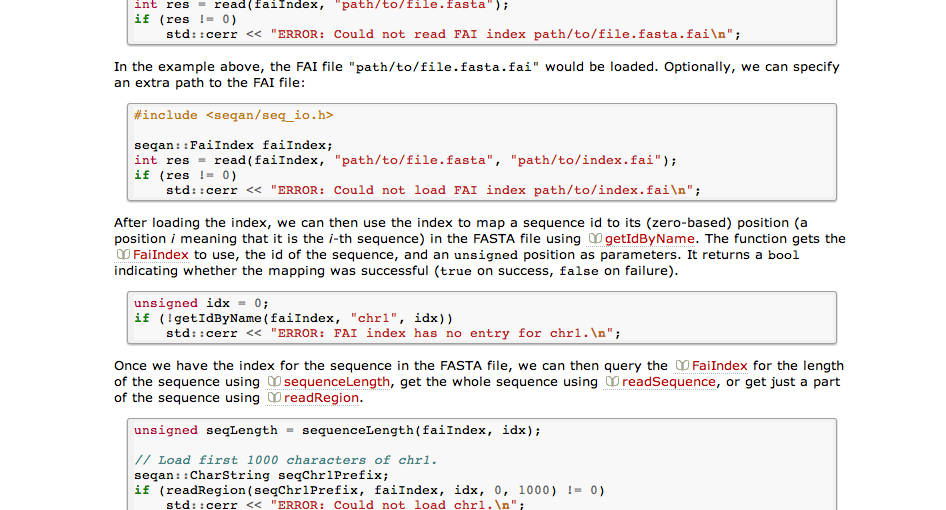 int res = read(faiIndex, "path/to/file.fasta");
if (res != 0)
    std::cerr << "ERROR: Could not read FAI index path/to/file.fasta.fai\n";
In the example above, the FAI file "path/to/file.fasta.fai" would be loaded. Optionally, we can specify
an extra path to the FAI file:
#include <seqan/seq_io.h>
seqan::FaiIndex faiIndex;
int res = read(faiIndex, "path/to/file.fasta", "path/to/index.fai");
if (res != 0)
    std::cerr << "ERROR: Could not load FAI index path/to/index.fai\n";
After loading the index, we can then use the index to map a sequence id to its (zero-based) position (a
position i meaning that it is the i-th sequence) in the FASTA file using getIdByName. The function gets the
FaiIndex to use, the id of the sequence, and an unsigned position as parameters. It returns a bool
indicating whether the mapping was successful (true on success, false on failure).
unsigned idx = 0;
if (!getIdByName(faiIndex, "chr1", idx))
    std::cerr << "ERROR: FAI index has no entry for chr1.\n";
Once we have the index for the sequence in the FASTA file, we can then query the FaiIndex for the length
of the sequence using sequenceLength, get the whole sequence using readSequence, or get just a part
of the sequence using readRegion.
unsigned seqLength = sequenceLength(faiIndex, idx);
// Load first 1000 characters of chr1.
seqan::CharString seqChr1Prefix;
if (readRegion(seqChr1Prefix, faiIndex, idx, 0, 1000) != 0)
    std::cerr << "ERROR: Could not load chr1.\n";